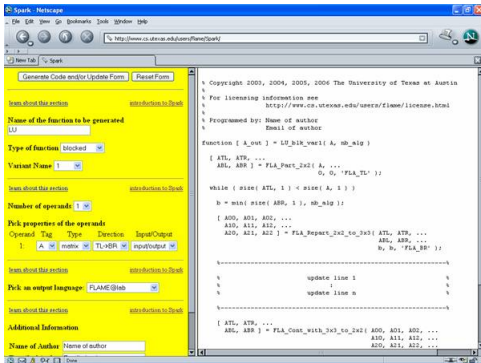 Spark - Netscape
File Edit View Go Bookmarks Tools Window Help
http://www.cs.utexas.edu/users/flame/Spark/
New Tab Spark
Generate Code and/or Update Form Reset Form
learn about this section introduction to Spark
Name of the function to be generated
LU
Type of function blocked
Variant Name 1
learn about this section introduction to Spark
Number of operands 1
Pick properties of the operands
Operand Tag Type Direction Input/Output
1: A matrix TL->BR input/output
learn about this section introduction to Spark
Pick an output language: FLAME@lab
learn about this section introduction to Spark
Additional Information
Name of Author Name of author
Done
% Copyright 2003, 2004, 2005, 2006 The University of Texas at Austin
%
% For licensing information see
% http://www.cs.utexas.edu/users/flame/license.html
%
% Programmed by: Name of author
% Email of author
function [ A_out ] = LU_blk_var1( A, nb_alg )
[ ATL, ATR, ...
ABL, ABR ] = FLA_Part_2x2( A, ...
0, 0, 'FLA_TL' );
while ( size( ATL, 1 ) < size( A, 1 ) )
b = min( size( ABR, 1 ), nb_alg );
[ A00, A01, A02, ...
A10, A11, A12, ...
A20, A21, A22 ] = FLA_Repart_2x2_to_3x3( ATL, ATR, ...
ABL, ABR, ...
b, b, 'FLA_BR' );
%------------------------------------------------------------%
% update line 1 %
% : %
% update line n %
%------------------------------------------------------------%
[ ATL, ATR, ...
ABL, ABR ] = FLA_Cont_with_3x3_to_2x2( A00, A01, A02, ...
A10, A11, A12, ...
A20, A21, A22, ...